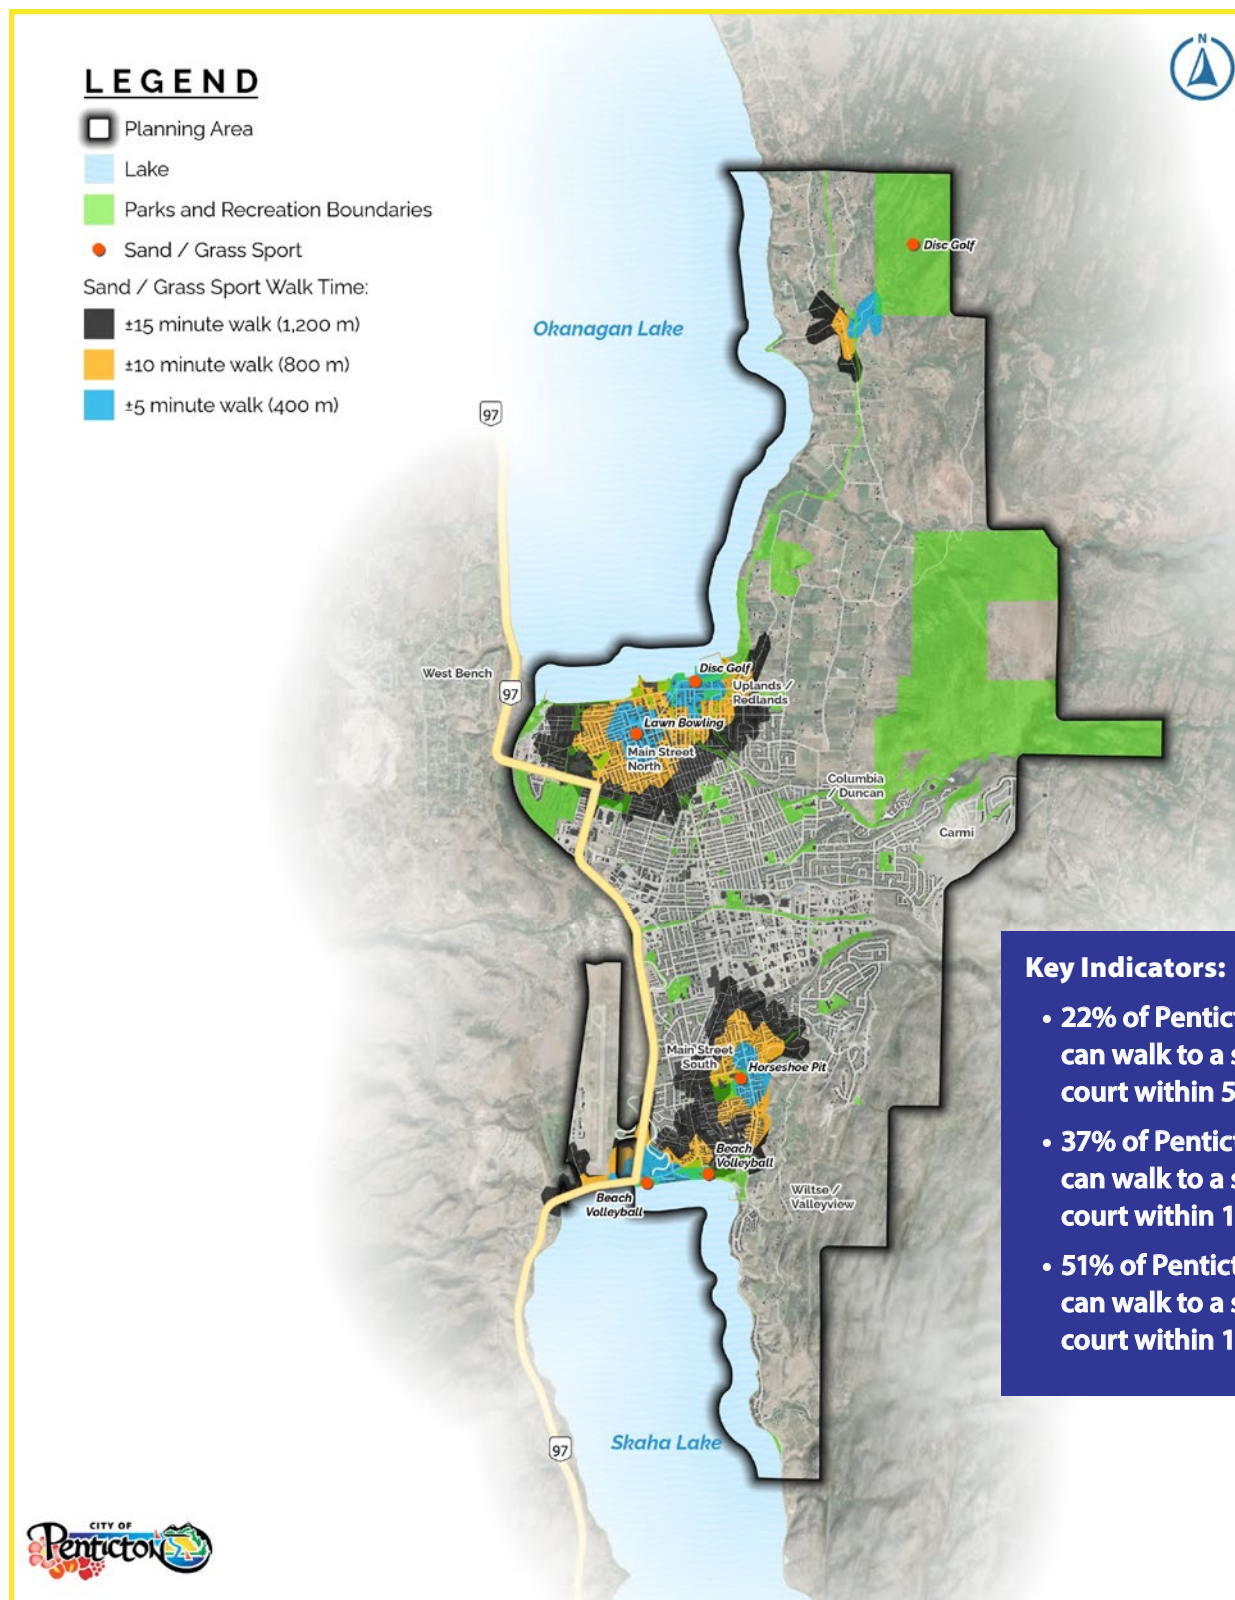 LEGEND
Planning Area
Lake
Parks and Recreation Boundaries
Sand / Grass Sport
Sand / Grass Sport Walk Time:
±15 minute walk (1,200 m)
±10 minute walk (800 m)
±5 minute walk (400 m)
N
Disc Golf
Okanagan Lake
97
West Bench
97
Disc Golf
Uplands /
Redlands
Lawn Bowling
Main Street
North
Columbia
/ Duncan
Carmi
Main Street
South
Horseshoe Pit
Beach
Volleyball
Beach
Volleyball
Wiltse /
Valleyview
Key Indicators:
• 22% of Pentict
can walk to a s
court within 5
• 37% of Pentict
can walk to a s
court within 1
• 51% of Pentict
can walk to a s
court within 1
Skaha Lake
97
CITY OF
Penticton